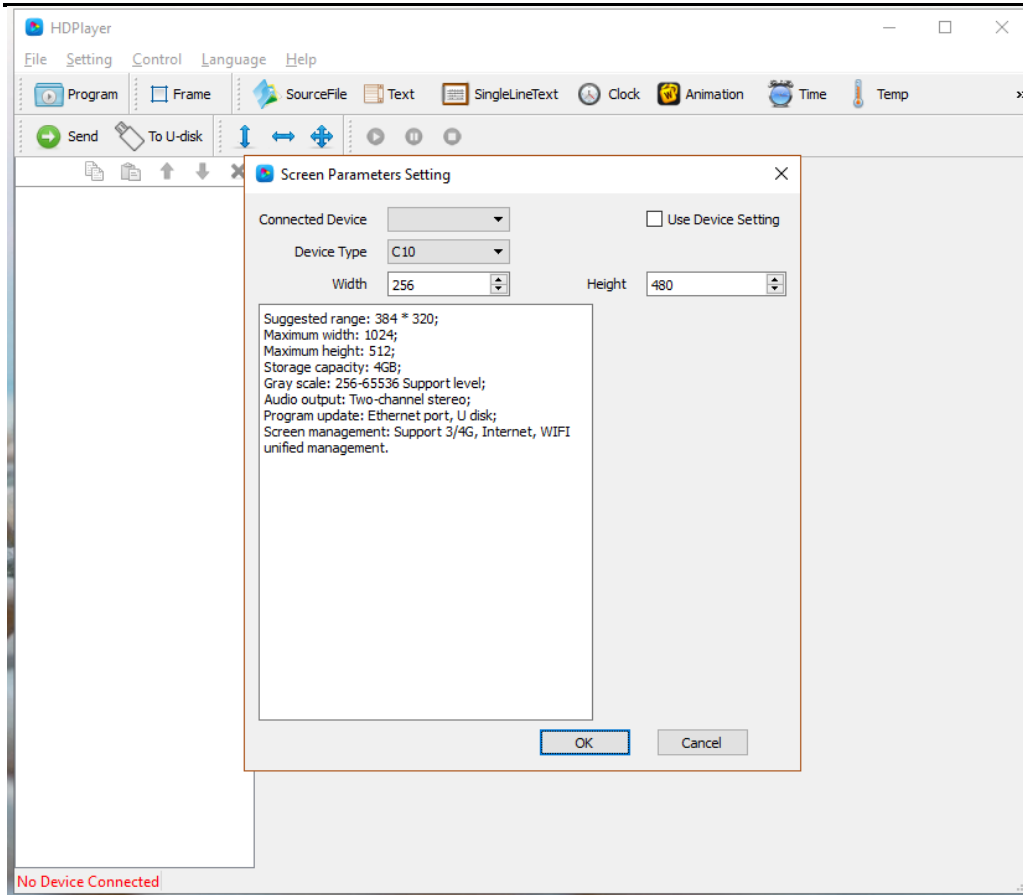 HDPlayer
File Setting Control Language Help
Program Frame SourceFile Text SingleLineText Clock Animation Time Temp »
Send To U-disk
Screen Parameters Setting
Connected Device Use Device Setting
Device Type C10
Width 256 Height 480
Suggested range: 384 * 320;
Maximum width: 1024;
Maximum height: 512;
Storage capacity: 4GB;
Gray scale: 256-65536 Support level;
Audio output: Two-channel stereo;
Program update: Ethernet port, U disk;
Screen management: Support 3/4G, Internet, WIFI
unified management.
OK Cancel
No Device Connected